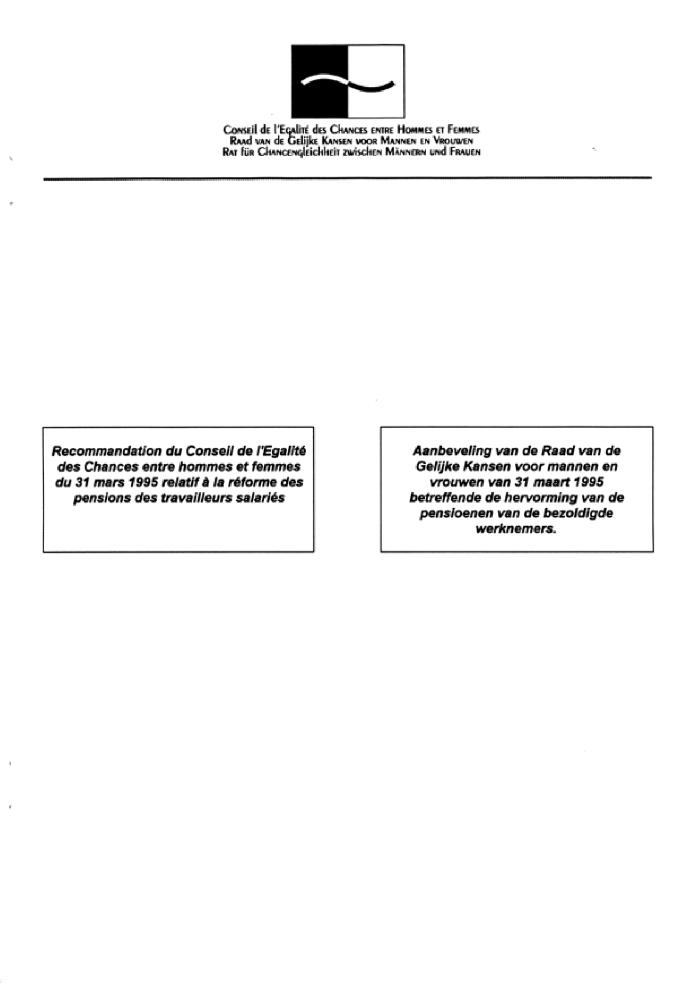 Conseil de l'Egalité des Chances entre Hommes et Femmes
Raad van de Gelijke Kansen voor Mannen en Vrouwen
Rat für Chancengleichheit zwischen Männern und Frauen
Recommandation du Conseil de l'Egalité
des Chances entre hommes et femmes
du 31 mars 1995 relatif à la réforme des
pensions des travailleurs salariés
Aanbeveling van de Raad van de
Gelijke Kansen voor mannen en
vrouwen van 31 maart 1995
betreffende de hervorming van de
pensioenen van de bezoldigde
werknemers.